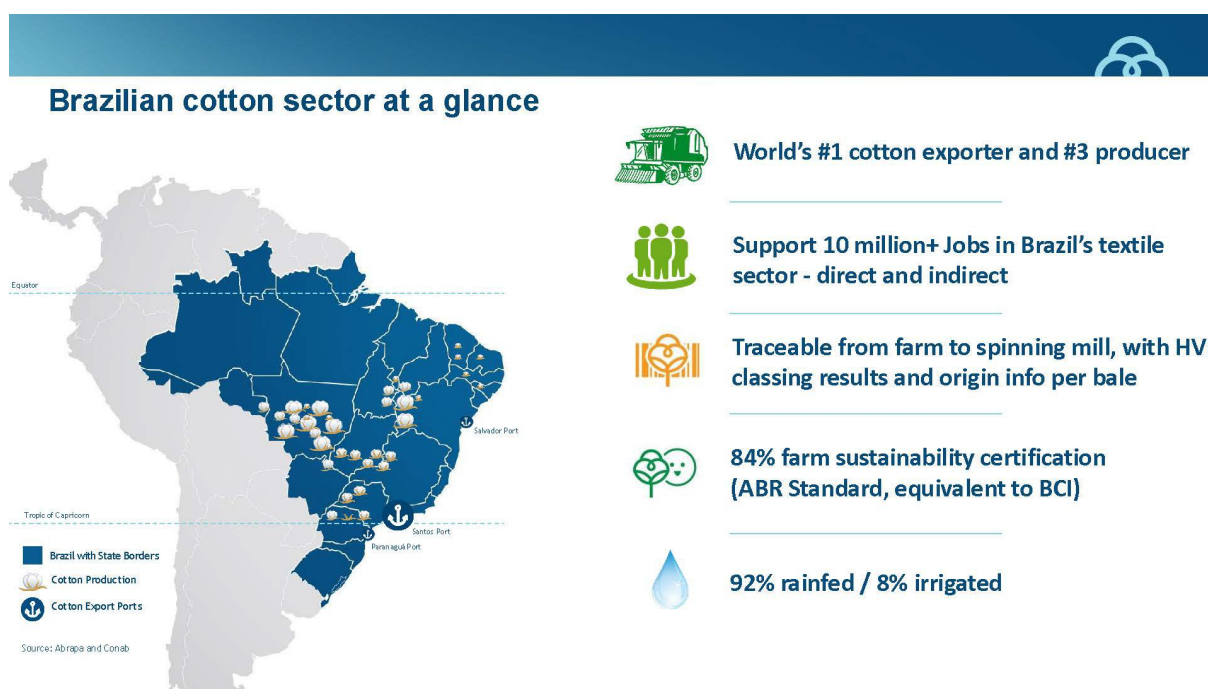 Brazilian cotton sector at a glance
World's #1 cotton exporter and #3 producer
Support 10 million+ Jobs in Brazil's textile
sector - direct and indirect
Traceable from farm to spinning mill, with HV
classing results and origin info per bale
84% farm sustainability certification
(ABR Standard, equivalent to BCI)
92% rainfed / 8% irrigated
Equator
Salvador Port
Tropic of Capricorn
Santos Port
Paranaguá Port
Brazil with State Borders
Cotton Production
Cotton Export Ports
Source: Abrapa and Conab